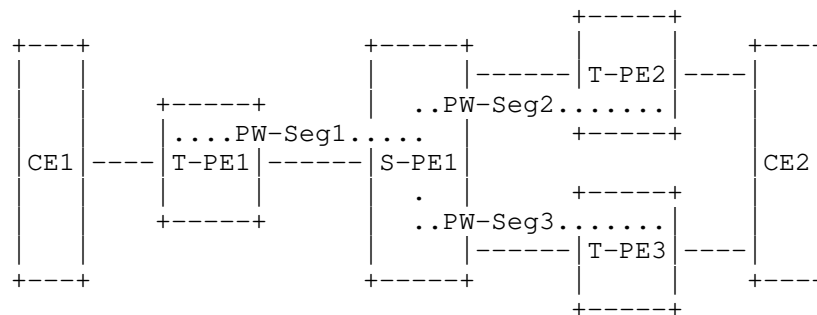 T-PE2
..PW-Seg2.......
....PW-Seg1.....
CE1 T-PE1 S-PE1 CE2
.
..PW-Seg3.......
T-PE3